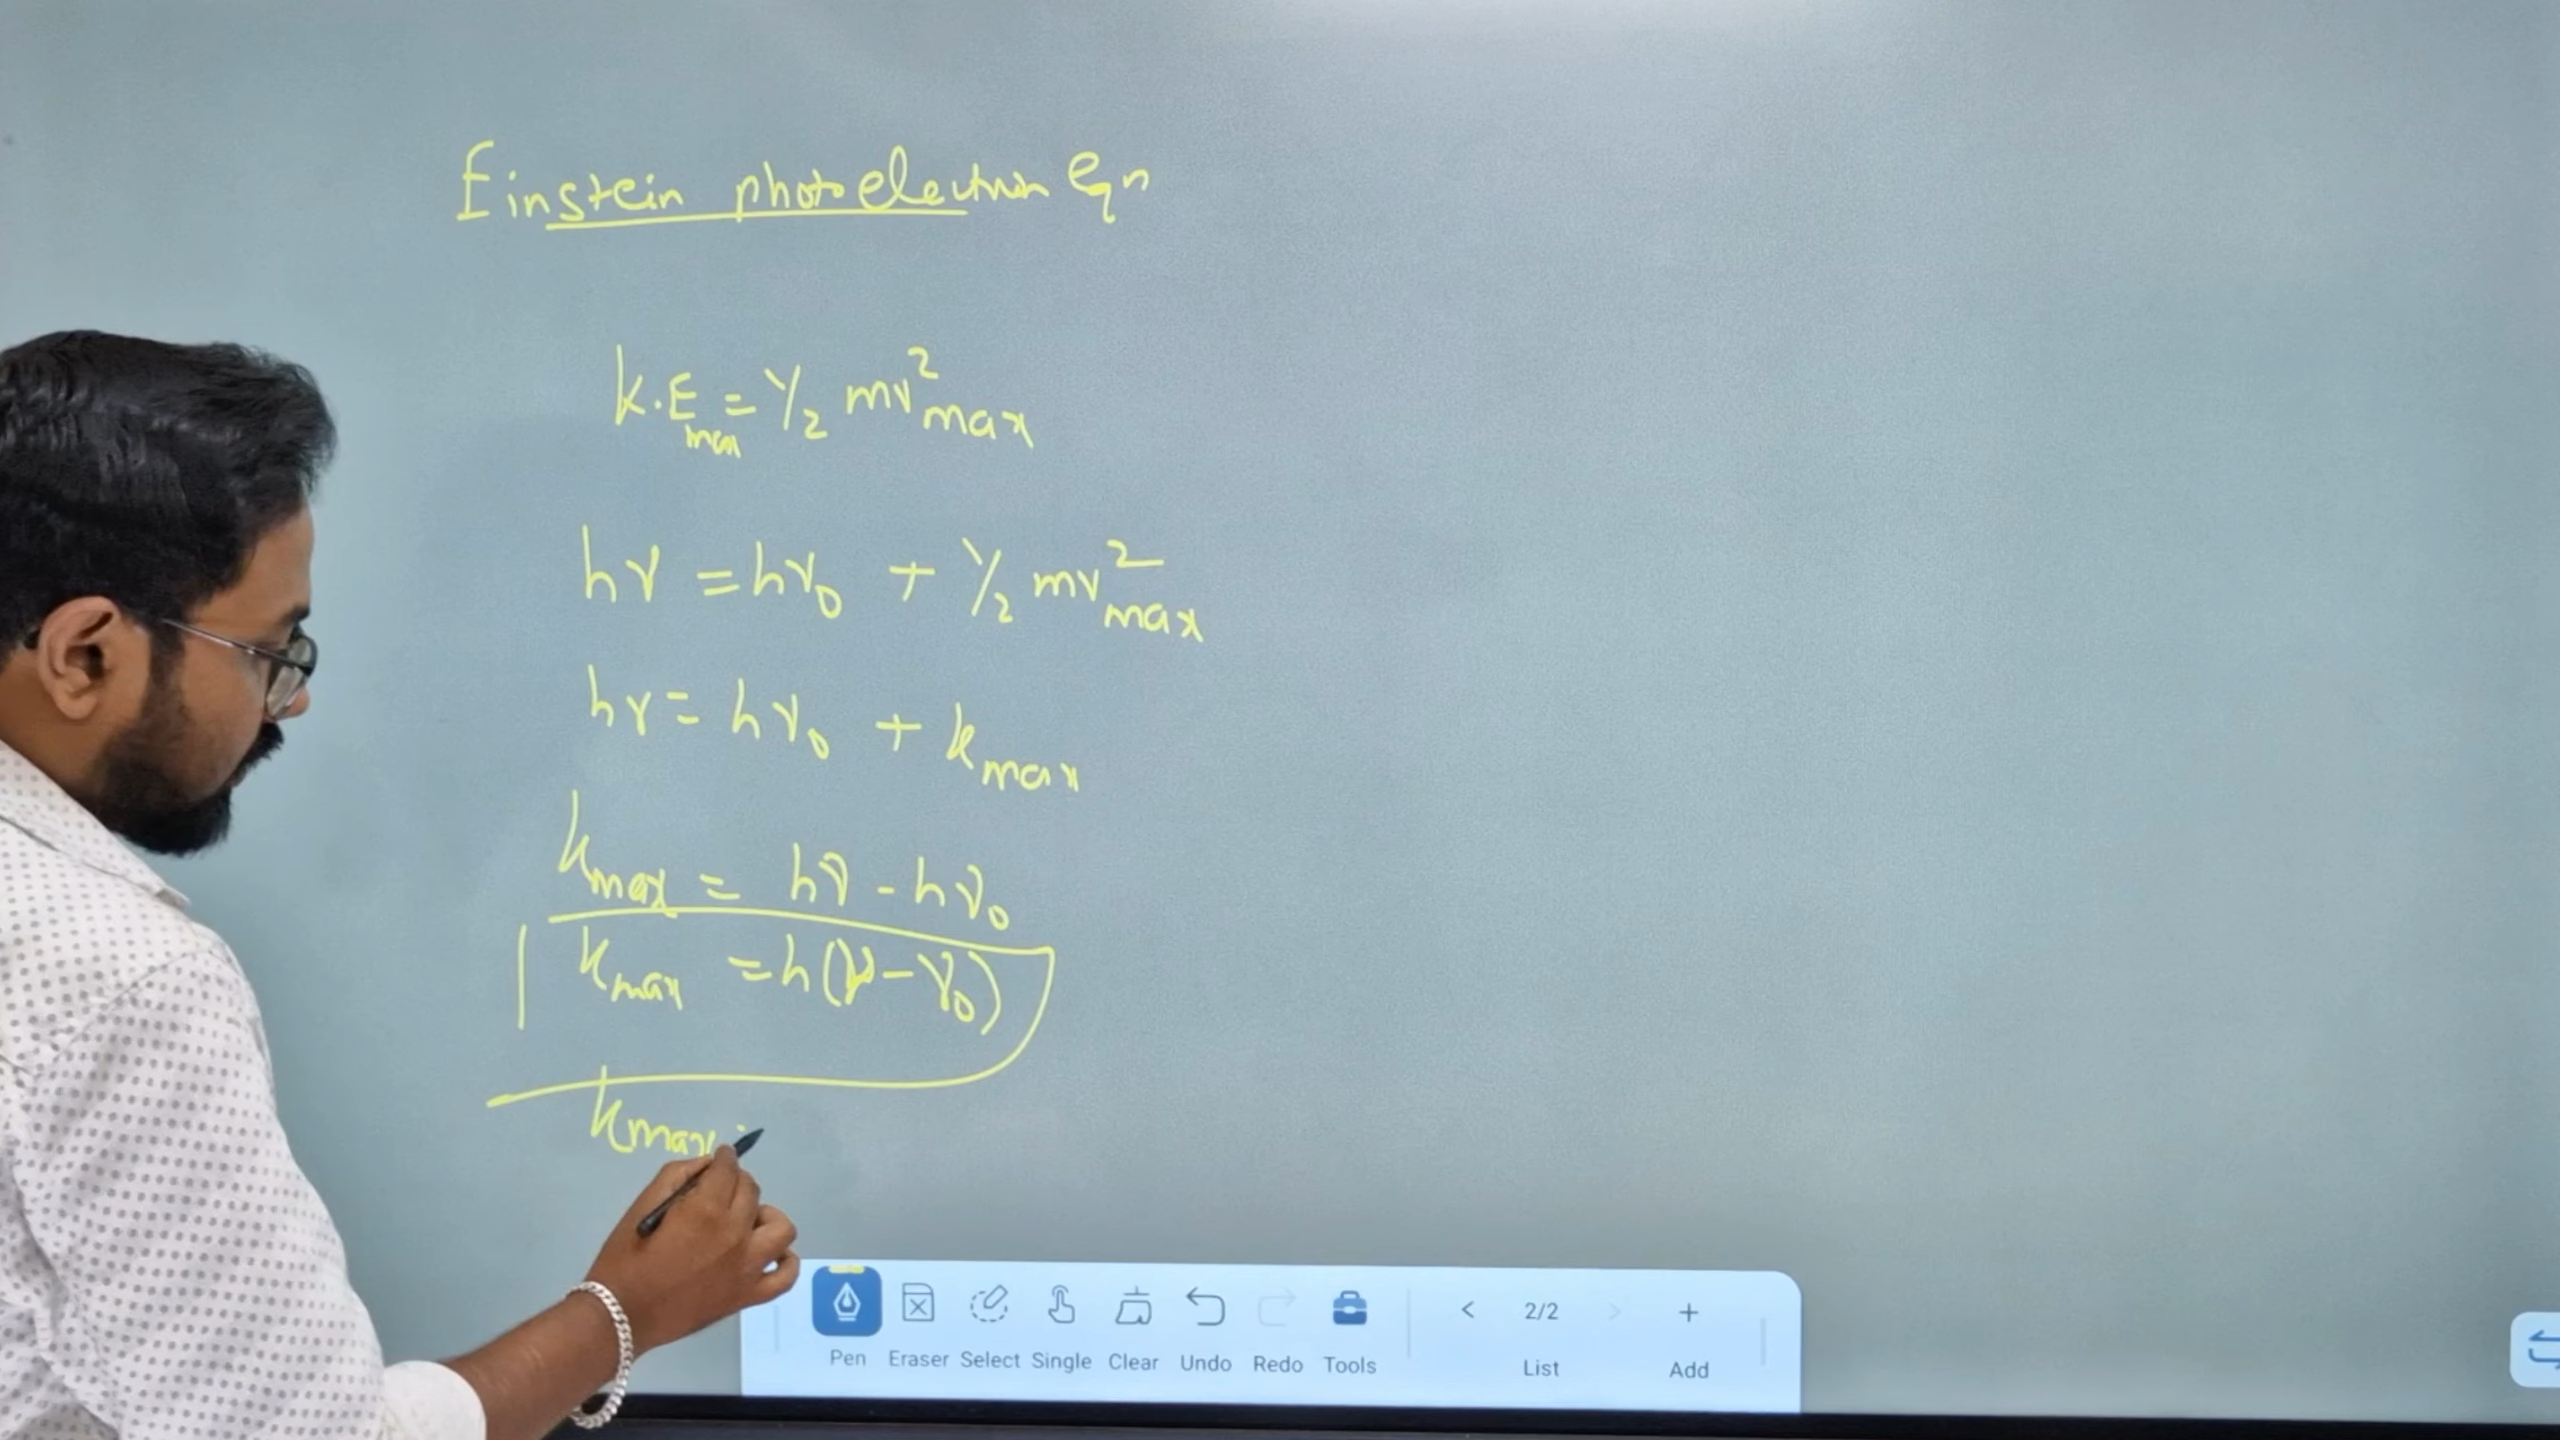 Einstein photoelectron Eqn
K.E max = 1/2 mv²max
hν = hν₀ + 1/2 mv²max
hν = hν₀ + kmax
kmax = hν - hν₀
kmax = h(ν - ν₀)
kmax
Pen Eraser Select Single Clear Undo Redo Tools < 2/2 > List + Add